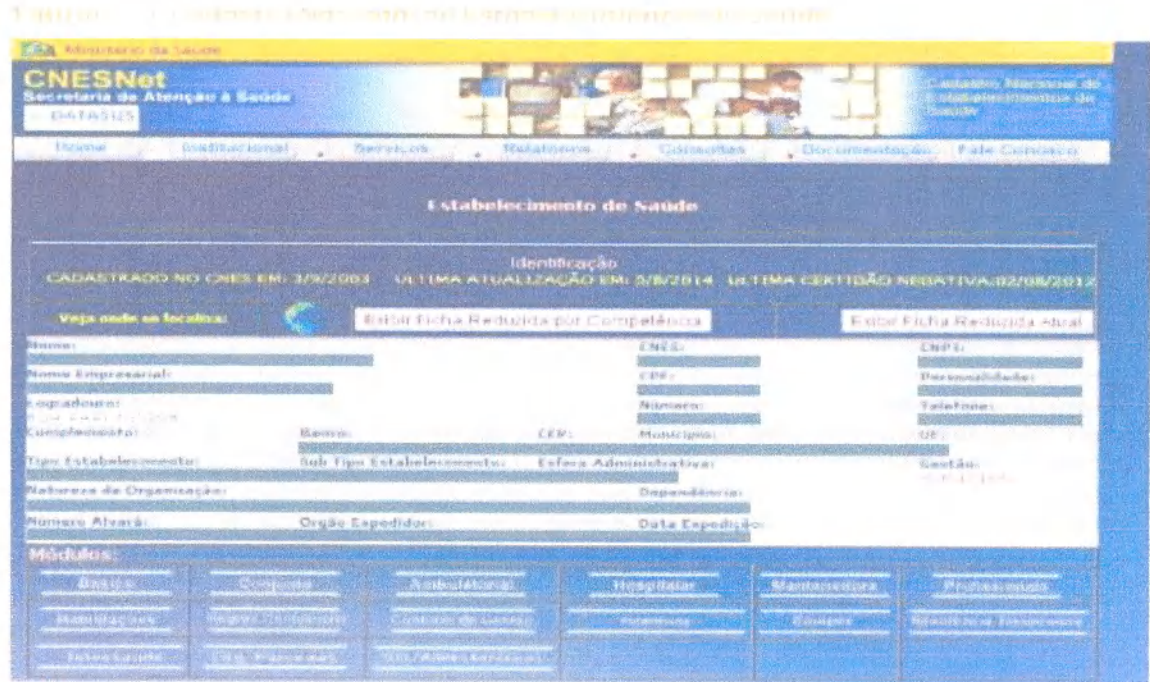 Ministério da Saúde
CNESNet
Secretaria de Atenção à Saúde
DATASUS
Cadastro Nacional de
Estabelecimentos de
Saúde
Home Institucional Serviços Relatórios Consultas Documentação Fale Conosco
Estabelecimento de Saúde
Identificação
CADASTRADO NO CNES EM: 3/9/2003 ULTIMA ATUALIZAÇÃO EM: 5/8/2014 ULTIMA CERTIDÃO NEGATIVA:02/08/2012
Veja onde se localiza: Exibir Ficha Reduzida por Competência Exibir Ficha Reduzida Atual
Nome: CNES: CNPJ:
Nome Empresarial: CPF: Personalidade:
Logradouro: Número: Telefone:
Complemento: Bairro: CEP: Município: UF:
Tipo Estabelecimento: Sub Tipo Estabelecimento: Esfera Administrativa: Gestão:
Natureza da Organização: Dependência:
Número Alvará: Órgão Expedidor: Data Expedição:
Módulos:
Básico Conjunto Ambulatorial Hospitalar Mantenedora Profissionais
Habilitações Contrato de Gestão Equipes